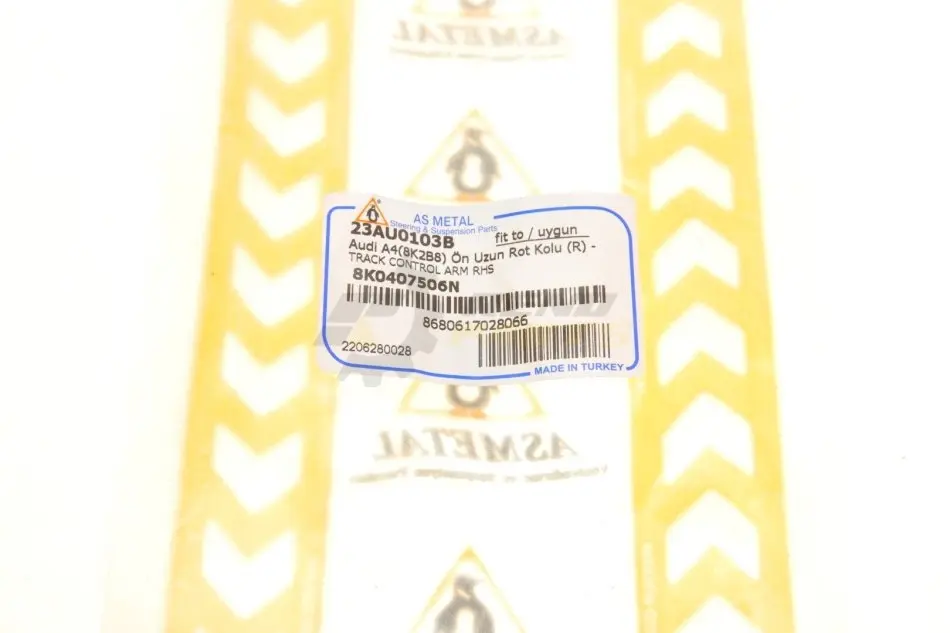 ASMETAL
AS METAL
Steering & Suspension Parts
23AU0103B
fit to / uygun
Audi A4(8K2B8) Ön Uzun Rot Kolu (R) -
TRACK CONTROL ARM RHS
8K0407506N
8680617028066
2206280028
MADE IN TURKEY
ASMETAL